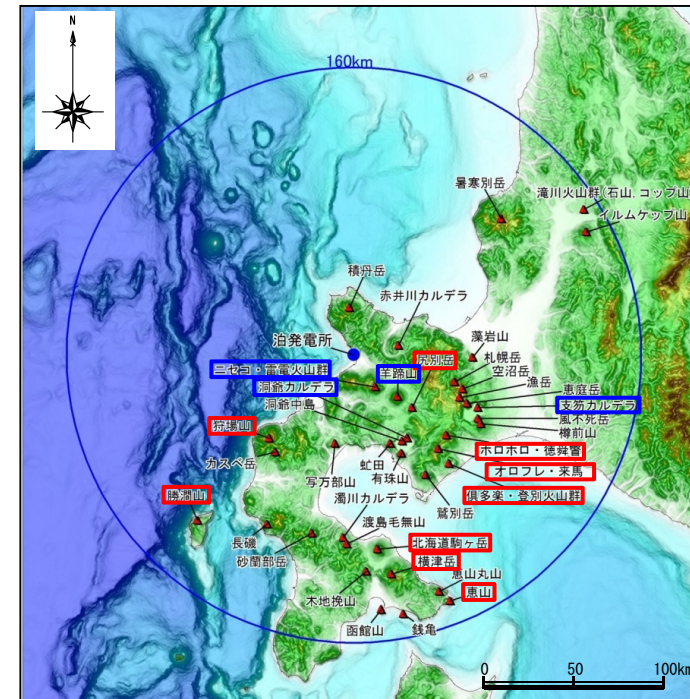 N
160km
暑寒別岳
滝川火山群(石山、コップ山
イルムケップ山
積丹岳
赤井川カルデラ
泊発電所
藻岩山
尻別岳
札幌岳
ニセコ・雷電火山群
羊蹄山
空沼岳
漁岳
洞爺カルデラ
恵庭岳
洞爺中島
支笏カルデラ
風不死岳
狩場山
樽前山
ホロホロ・徳舜瞥
カスベ岳
写万部山
虻田
オロフレ・来馬
有珠山
勝澗山
濁川カルデラ
鷲別岳
倶多楽・登別火山群
渡島毛無山
長磯
砂蘭部岳
北海道駒ヶ岳
横津岳
恵山丸山
木地挽山
恵山
函館山
銭亀
0 50 100km